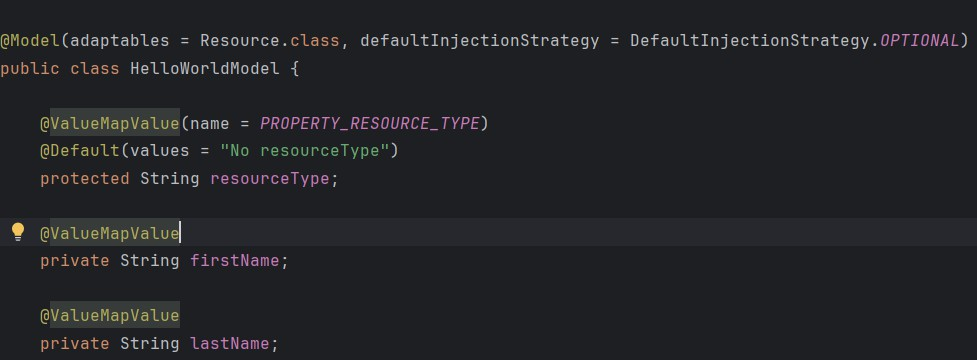 @Model(adaptables = Resource.class, defaultInjectionStrategy = DefaultInjectionStrategy.OPTIONAL)
public class HelloWorldModel {
@ValueMapValue(name = PROPERTY_RESOURCE_TYPE)
@Default(values = "No resourceType")
protected String resourceType;
@ValueMapValue
private String firstName;
@ValueMapValue
private String lastName;